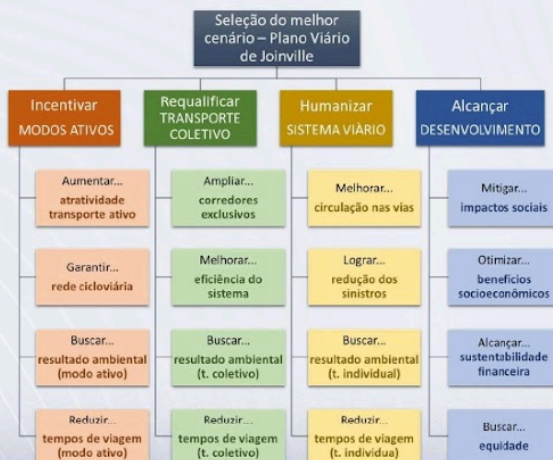 Seleção do melhor
cenário – Plano Viário
de Joinville
Incentivar
MODOS ATIVOS
Requalificar
TRANSPORTE
COLETIVO
Humanizar
SISTEMA VIÀRIO
Alcançar
DESENVOLVIMENTO
Aumentar...
atratividade
transporte ativo
Garantir...
rede cicloviária
Buscar...
resultado ambiental
(modo ativo)
Reduzir...
tempos de viagem
(modo ativo)
Ampliar...
corredores
exclusivos
Melhorar...
eficiência do
sistema
Buscar...
resultado ambiental
(t. coletivo)
Reduzir...
tempos de viagem
(t. coletivo)
Melhorar...
circulação nas vias
Lograr...
redução dos
sinistros
Buscar...
resultado ambiental
(t. individual)
Reduzir...
tempos de viagem
(t. individua)
Mitigar...
impactos sociais
Otimizar...
benefícios
socioeconômicos
Alcançar...
sustentabilidade
financeira
Buscar...
equidade